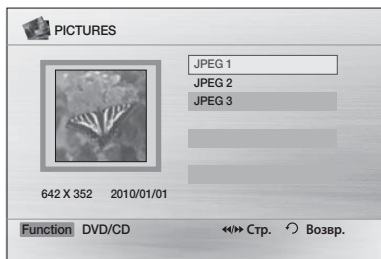 PICTURES
JPEG 1
JPEG 2
JPEG 3
642 X 352 2010/01/01
Function DVD/CD ◄◄/►► Стр. Возвр.